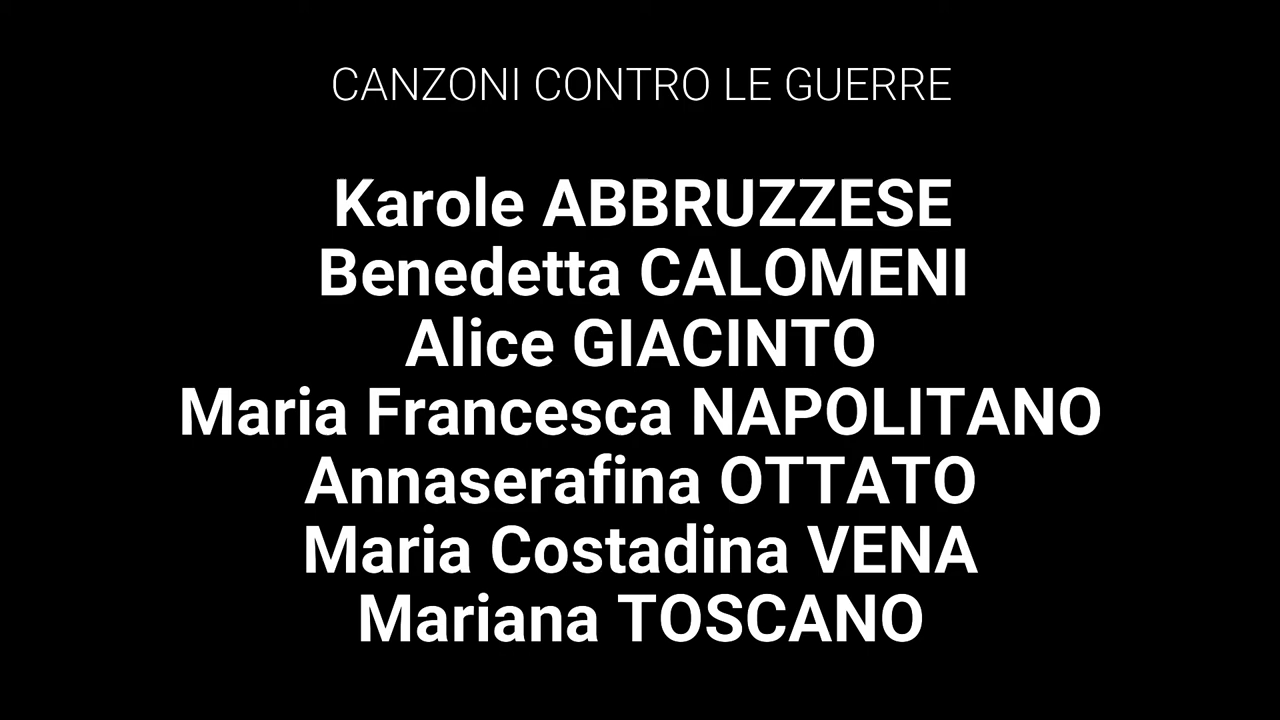 CANZONI CONTRO LE GUERRE
Karole ABBRUZZESE
Benedetta CALOMENI
Alice GIACINTO
Maria Francesca NAPOLITANO
Annaserafina OTTATO
Maria Costadina VENA
Mariana TOSCANO